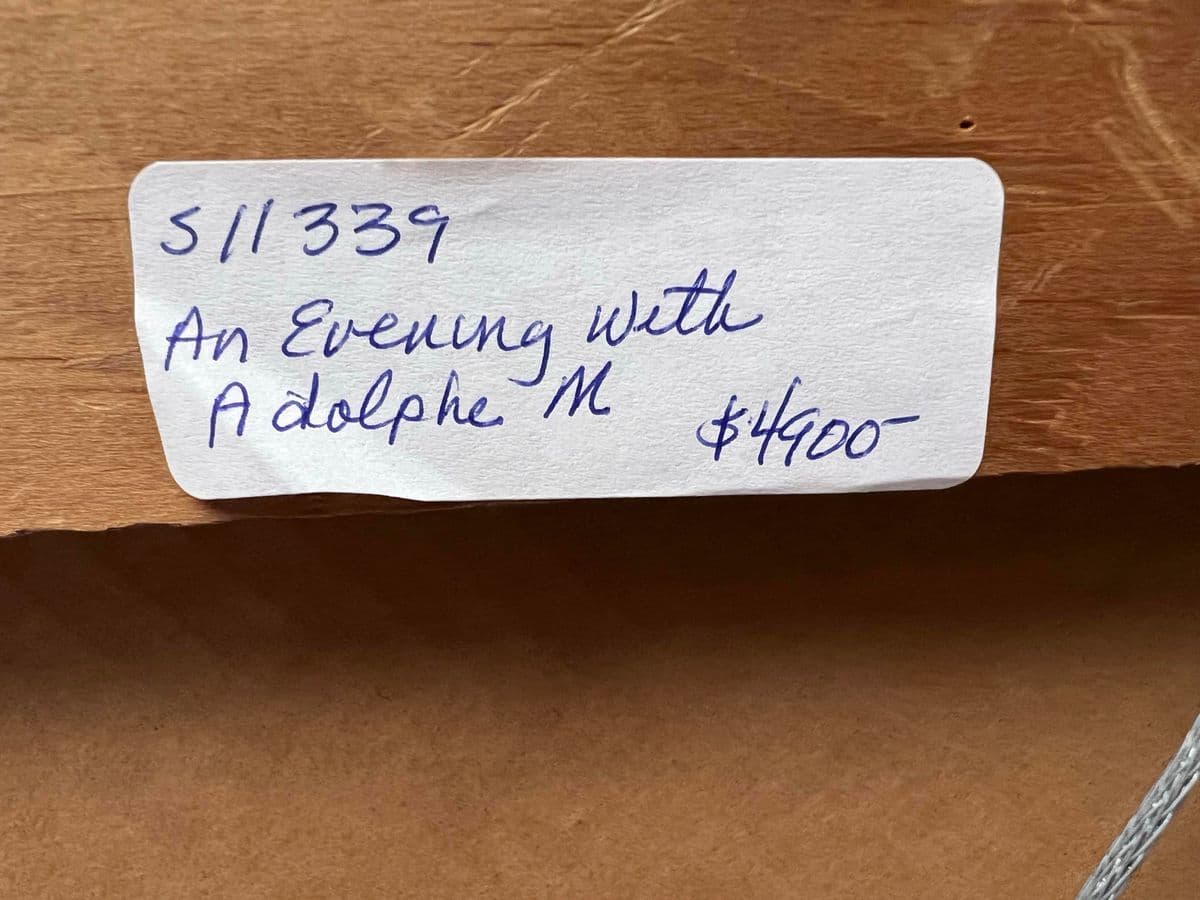 S11339
An Evening with
Adolphe M
$4900-